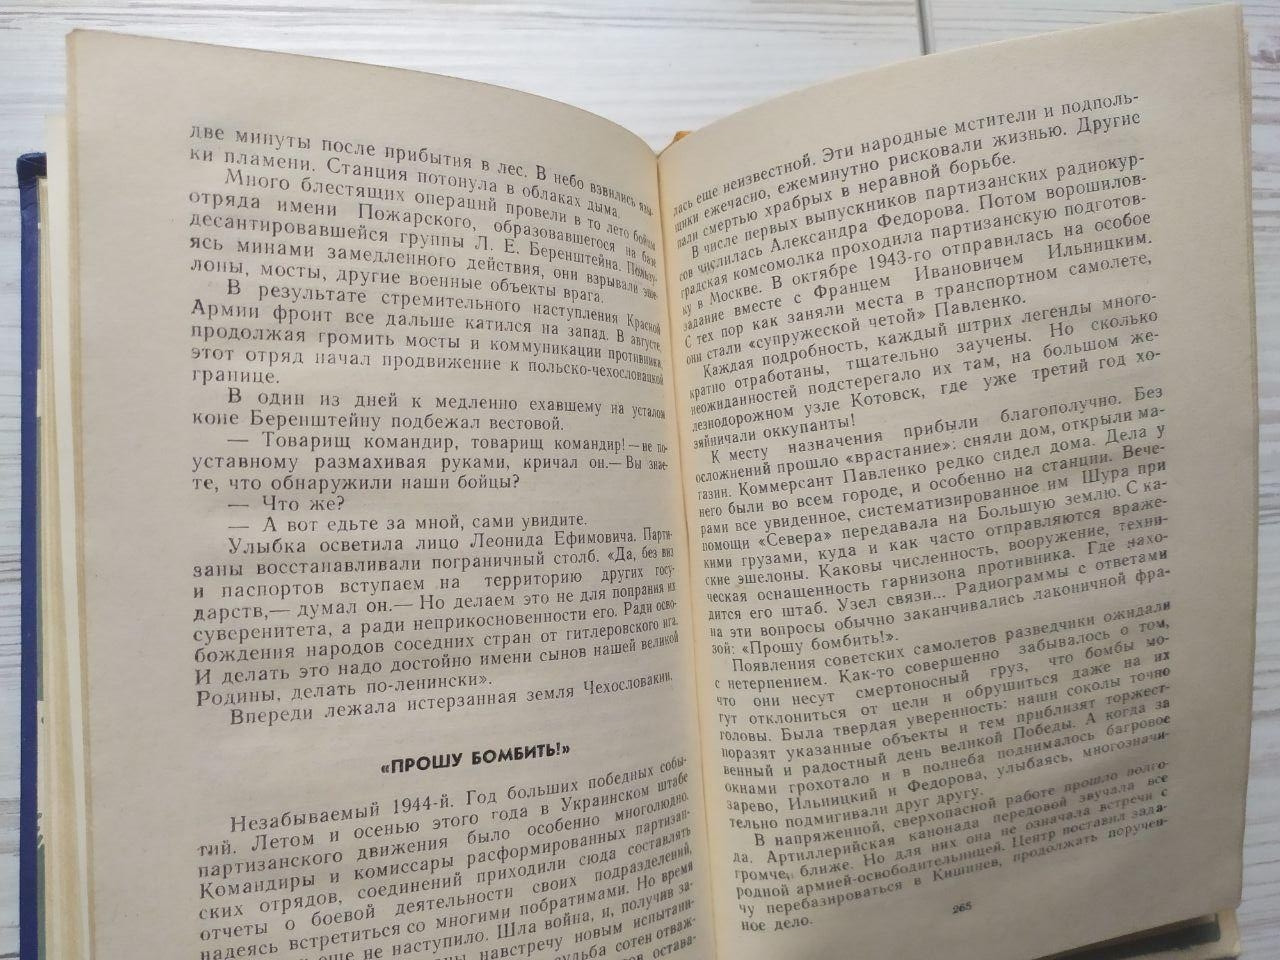 две минуты после прибытия в лес. В небо взвились язы-
ки пламени. Станция потонула в облаках дыма.
Много блестящих операций провели в то лето бойцы
отряда имени Пожарского, образовавшегося на базе
десантировавшейся группы Л. Е. Беренштейна. Пользу-
ясь минами замедленного действия, они взрывали эше-
лоны, мосты, другие военные объекты врага.
В результате стремительного наступления Красной
Армии фронт все дальше катился на запад. В августе,
продолжая громить мосты и коммуникации противника,
этот отряд начал продвижение к польско-чехословацкой
границе.
В один из дней к медленно ехавшему на усталом
коне Беренштейну подбежал вестовой.
— Товарищ командир, товарищ командир! — не по-
уставному размахивая руками, кричал он.— Вы знае-
те, что обнаружили наши бойцы?
— Что же?
— А вот едьте за мной, сами увидите.
Улыбка осветила лицо Леонида Ефимовича. Парти-
заны восстанавливали пограничный столб. «Да, без виз
и паспортов вступаем на территорию других госу-
дарств,— думал он.— Но делаем это не для попрания их
суверенитета, а ради неприкосновенности его. Ради осво-
бождения народов соседних стран от гитлеровского ига.
И делать это надо достойно имени сынов нашей великой
Родины, делать по-ленински».
Впереди лежала истерзанная земля Чехословакии.
«ПРОШУ БОМБИТЬ!»
Незабываемый 1944-й. Год больших победных собы-
тий. Летом и осенью этого года в Украинском штабе
партизанского движения было особенно многолюдно.
Командиры и комиссары расформированных партизан-
ских отрядов, соединений приходили сюда составлять
отчеты о боевой деятельности своих подразделений,
надеясь встретиться со многими побратимами. Но время
еще не наступило. Шла война, и, получив за-
навстречу новым испытани-
судьба сотен отваж-
остава-
лась еще неизвестной. Эти народные мстители и подполь-
щики ежечасно, ежеминутно рисковали жизнью. Другие
пали смертью храбрых в неравной борьбе.
В числе первых выпускников партизанских радиокур-
сов числилась Александра Федорова. Потом ворошилов-
градская комсомолка проходила партизанскую подготов-
ку в Москве. В октябре 1943-го отправилась на особое
задание вместе с Францем Ивановичем Ильницким.
С тех пор как заняли места в транспортном самолете,
они стали «супружеской четой» Павленко.
Каждая подробность, каждый штрих легенды много-
кратно отработаны, тщательно заучены. Но сколько
неожиданностей подстерегало их там, на большом же-
лезнодорожном узле Котовск, где уже третий год хо-
зяйничали оккупанты!
К месту назначения прибыли благополучно. Без
осложнений прошло «врастание»: сняли дом, открыли ма-
газин. Коммерсант Павленко редко сидел дома. Дела у
него были во всем городе, и особенно на станции. Вече-
рами все увиденное, систематизированное им Шура при
помощи «Севера» передавала на Большую землю. С ка-
кими грузами, куда и как часто отправляются враже-
ские эшелоны. Каковы численность, вооружение, техни-
ческая оснащенность гарнизона противника. Где нахо-
дится его штаб. Узел связи... Радиограммы с ответами
на эти вопросы обычно заканчивались лаконичной фра-
зой: «Прошу бомбить!».
Появления советских самолетов разведчики ожидали
с нетерпением. Как-то совершенно забывалось о том,
что они несут смертоносный груз, что бомбы мо-
гут отклониться от цели и обрушиться даже на их
головы. Была твердая уверенность: наши соколы точно
поразят указанные объекты и тем приблизят торжест-
венный и радостный день великой Победы. А когда за
окнами грохотало и в полнеба поднималось багровое
зарево, Ильницкий и Федорова, улыбаясь, многозначи-
тельно подмигивали друг другу.
В напряженной, сверхопасной работе прошло полго-
да. Артиллерийская канонада передовой звучала все
громче, ближе. Но для них она не означала встречи с
родной армией-освободительницей. Центр поставил зада-
чу перебазироваться в Кишинев, продолжать поручен-
ное дело.
265